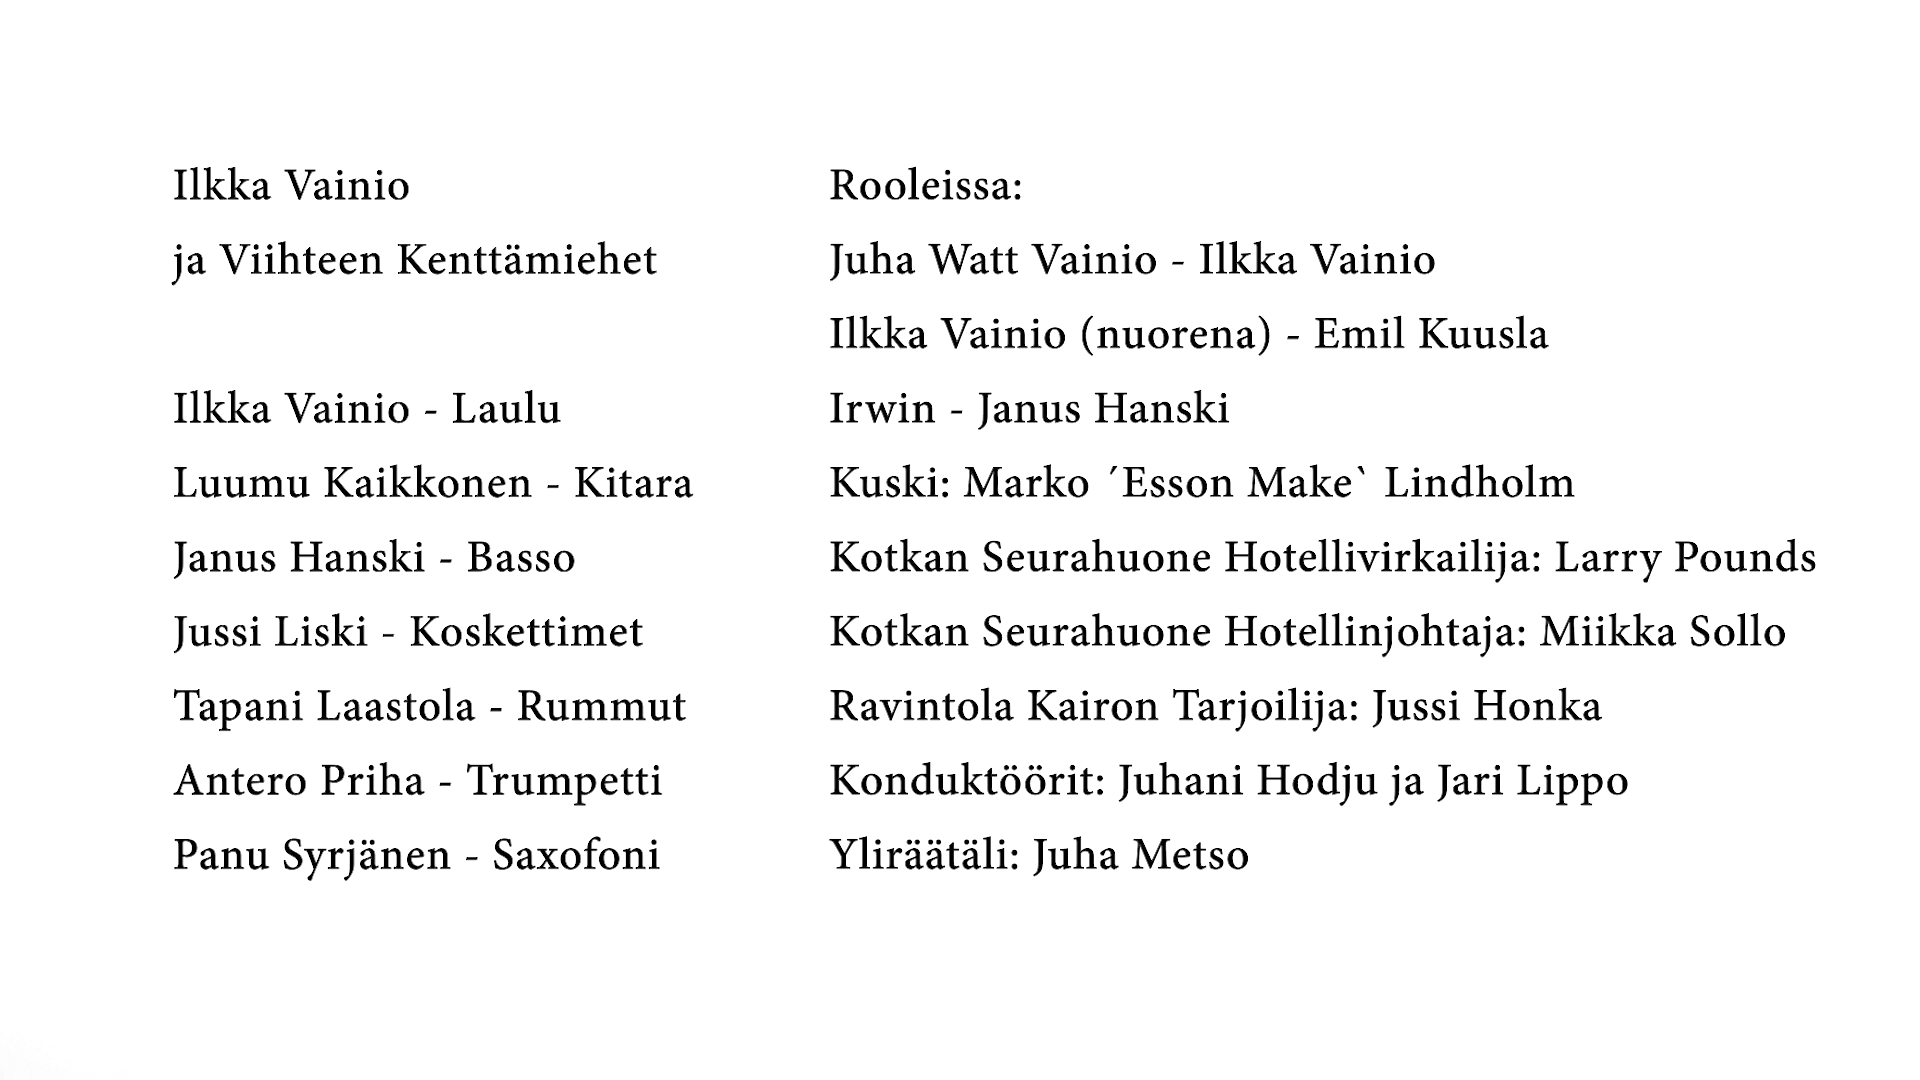 Ilkka Vainio
ja Viihteen Kenttämiehet
Ilkka Vainio - Laulu
Luumu Kaikkonen - Kitara
Janus Hanski - Basso
Jussi Liski - Koskettimet
Tapani Laastola - Rummut
Antero Priha - Trumpetti
Panu Syrjänen - Saxofoni
Rooleissa:
Juha Watt Vainio - Ilkka Vainio
Ilkka Vainio (nuorena) - Emil Kuusla
Irwin - Janus Hanski
Kuski: Marko ´Esson Make` Lindholm
Kotkan Seurahuone Hotellivirkailija: Larry Pounds
Kotkan Seurahuone Hotellinjohtaja: Miikka Sollo
Ravintola Kairon Tarjoilija: Jussi Honka
Konduktöörit: Juhani Hodju ja Jari Lippo
Yliräätäli: Juha Metso